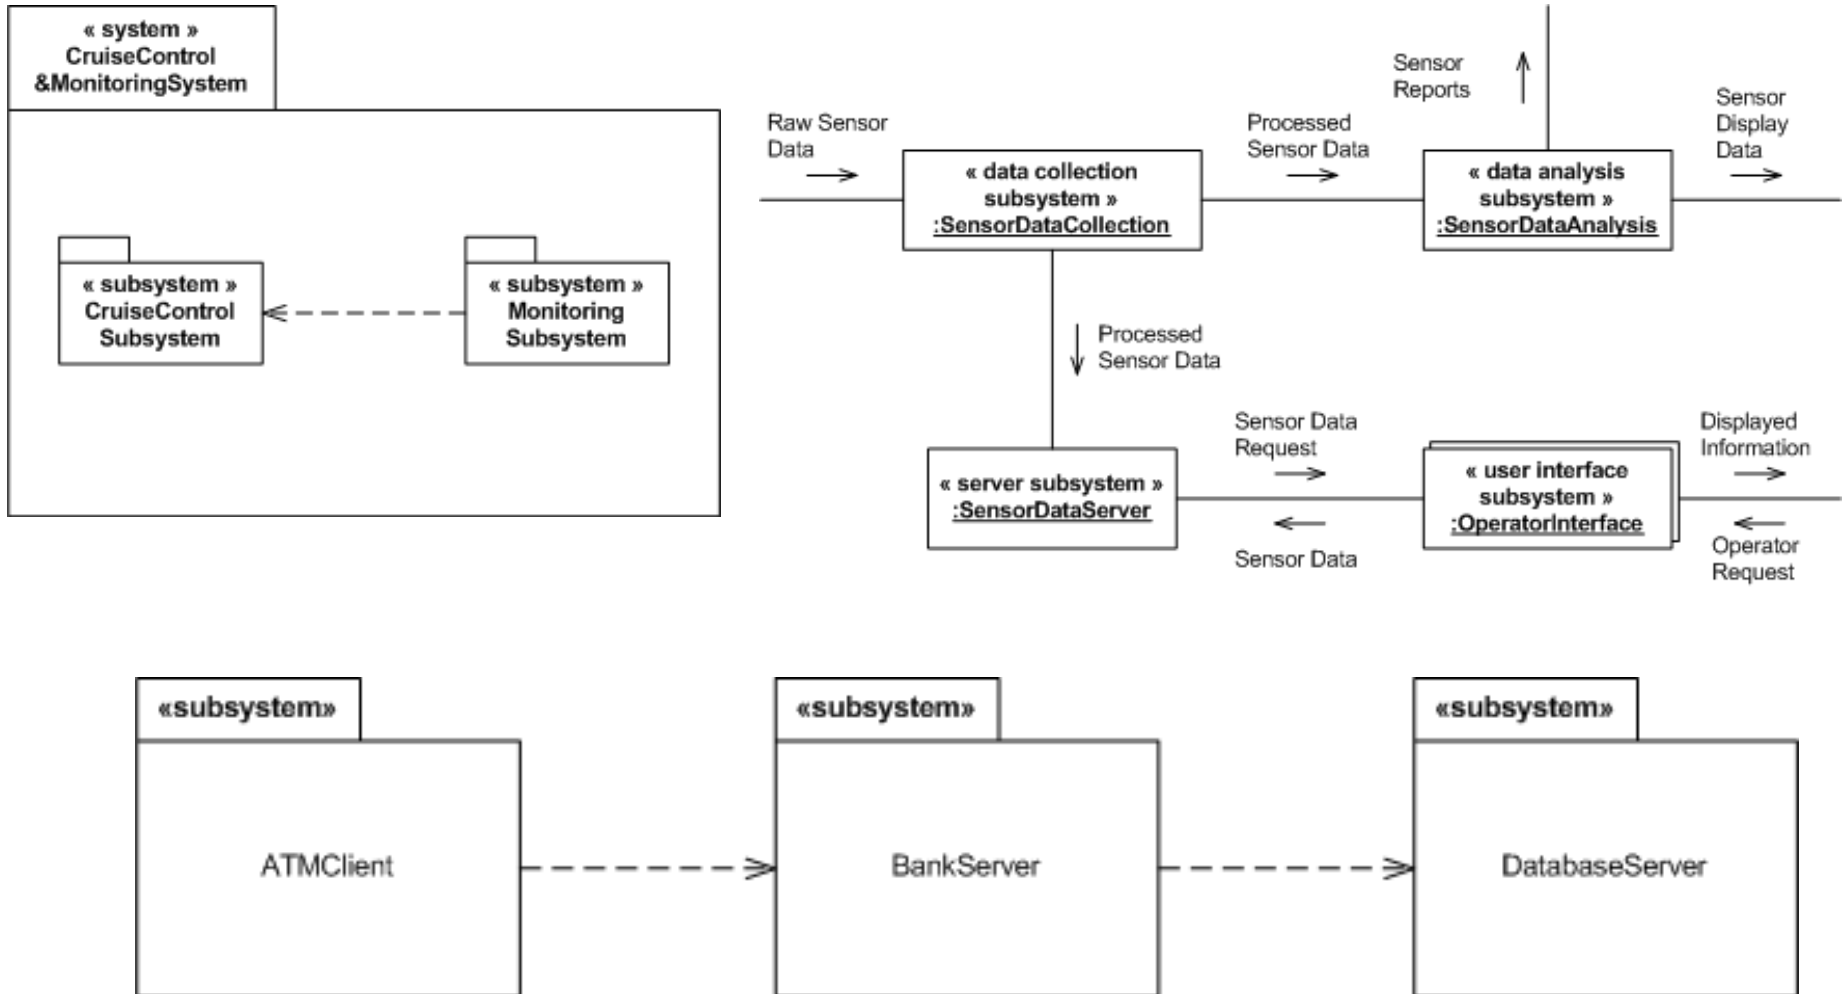 « system »
CruiseControl
&MonitoringSystem
« subsystem »
CruiseControl
Subsystem
« subsystem »
Monitoring
Subsystem
Raw Sensor
Data
« data collection
subsystem »
:SensorDataCollection
Processed
Sensor Data
Sensor
Reports
« data analysis
subsystem »
:SensorDataAnalysis
Sensor
Display
Data
Processed
Sensor Data
« server subsystem »
:SensorDataServer
Sensor Data
Request
Sensor Data
« user interface
subsystem »
:OperatorInterface
Displayed
Information
Operator
Request
«subsystem»
ATMClient
«subsystem»
BankServer
«subsystem»
DatabaseServer